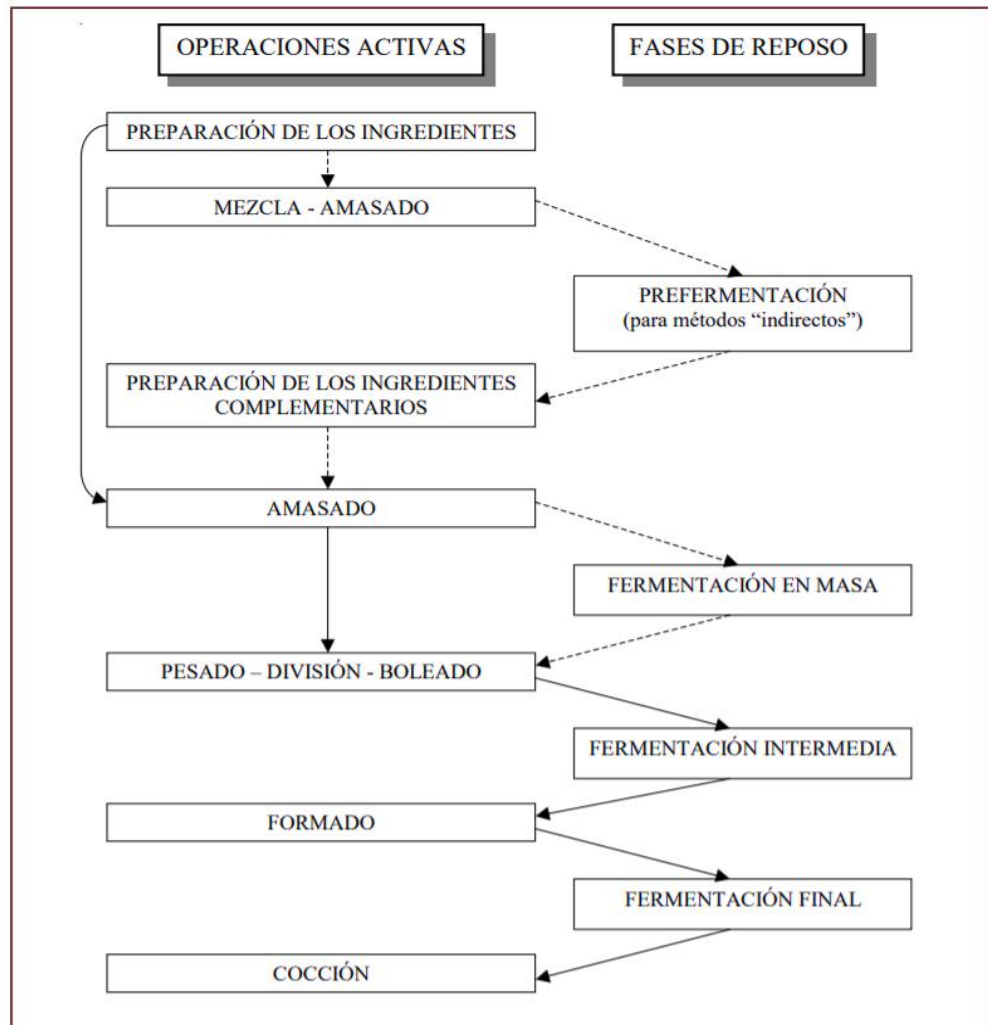 OPERACIONES ACTIVAS
FASES DE REPOSO
PREPARACIÓN DE LOS INGREDIENTES
MEZCLA - AMASADO
PREFERMENTACIÓN
(para métodos “indirectos”)
PREPARACIÓN DE LOS INGREDIENTES
COMPLEMENTARIOS
AMASADO
FERMENTACIÓN EN MASA
PESADO – DIVISIÓN - BOLEADO
FERMENTACIÓN INTERMEDIA
FORMADO
FERMENTACIÓN FINAL
COCCIÓN